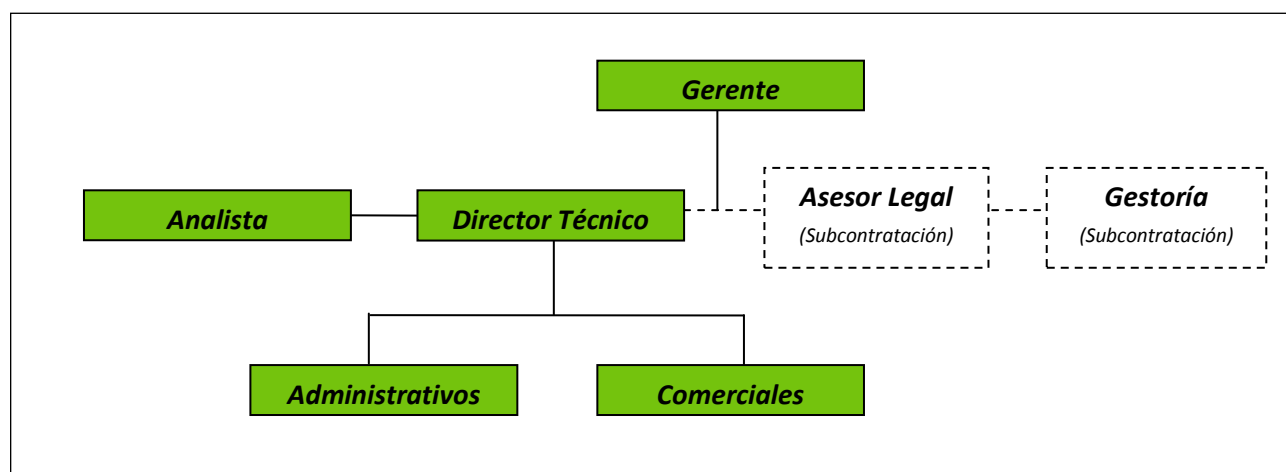 Gerente
Analista
Director Técnico
Asesor Legal
(Subcontratación)
Gestoría
(Subcontratación)
Administrativos
Comerciales